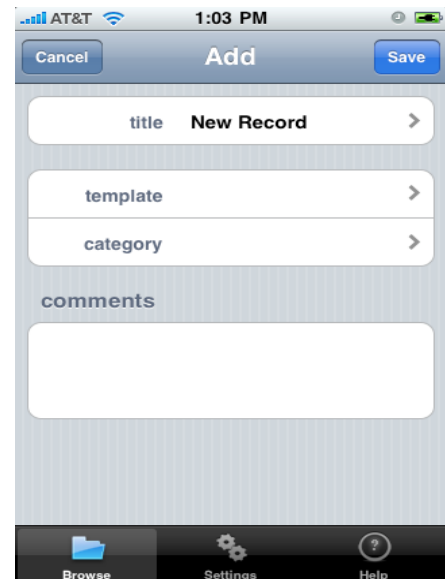 AT&T 1:03 PM
Cancel Add Save
title New Record
template
category
comments
Browse Settings Help